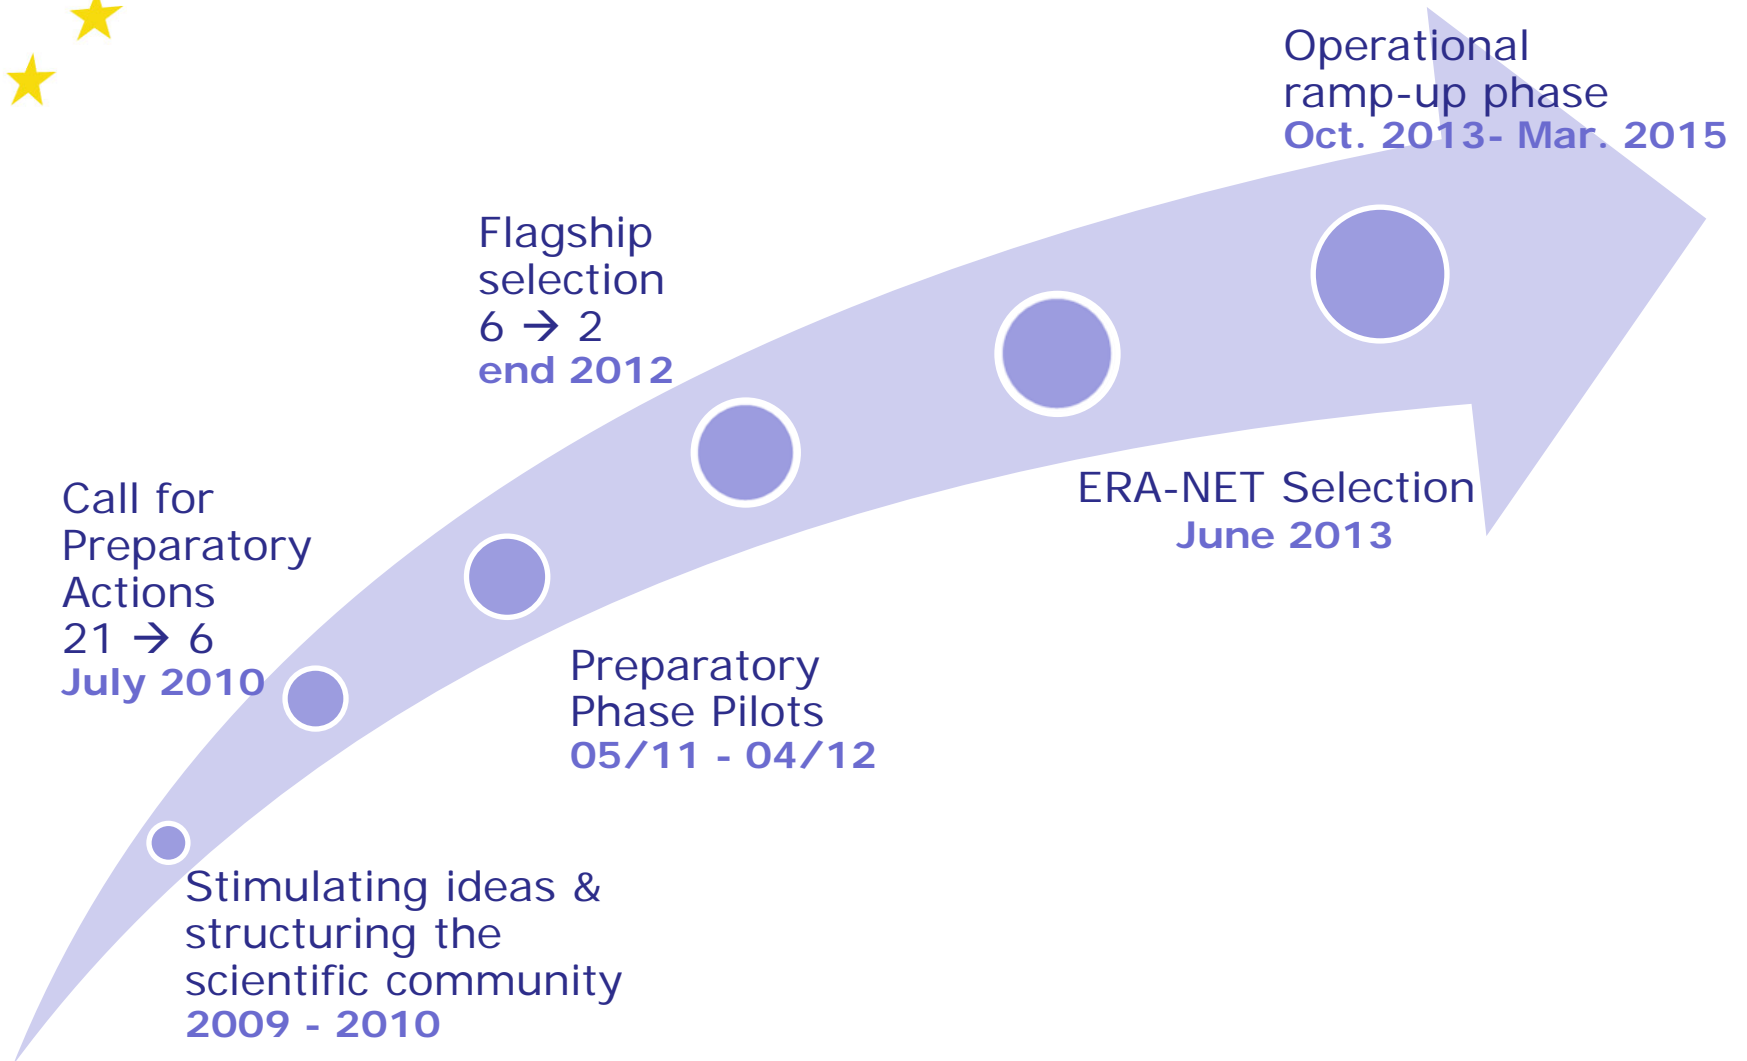 Operational
ramp-up phase
Oct. 2013- Mar. 2015
Flagship
selection
6 → 2
end 2012
Call for
Preparatory
Actions
21 → 6
July 2010
ERA-NET Selection
June 2013
Preparatory
Phase Pilots
05/11 - 04/12
Stimulating ideas &
structuring the
scientific community
2009 - 2010